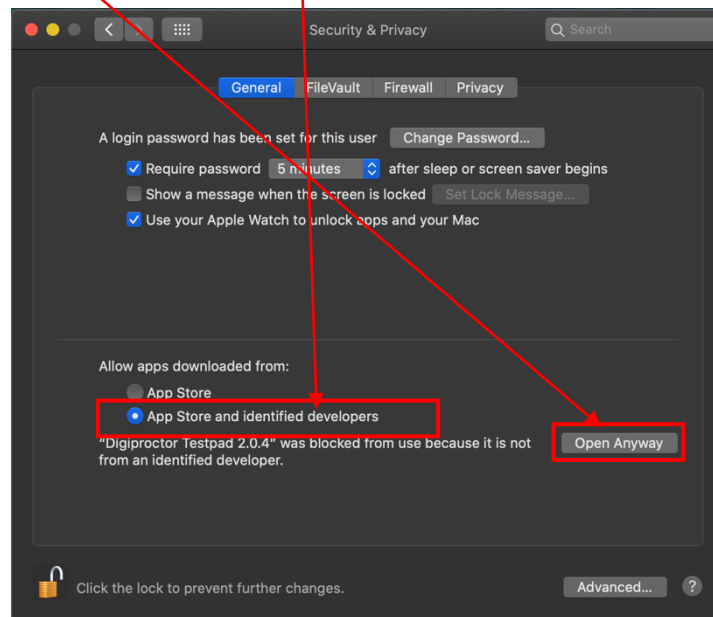 Security & Privacy
Search
General FileVault Firewall Privacy
A login password has been set for this user Change Password...
Require password 5 minutes after sleep or screen saver begins
Show a message when the screen is locked Set Lock Message...
Use your Apple Watch to unlock apps and your Mac
Allow apps downloaded from:
App Store
App Store and identified developers
“Digiproctor Testpad 2.0.4” was blocked from use because it is not Open Anyway
from an identified developer.
Click the lock to prevent further changes. Advanced... ?